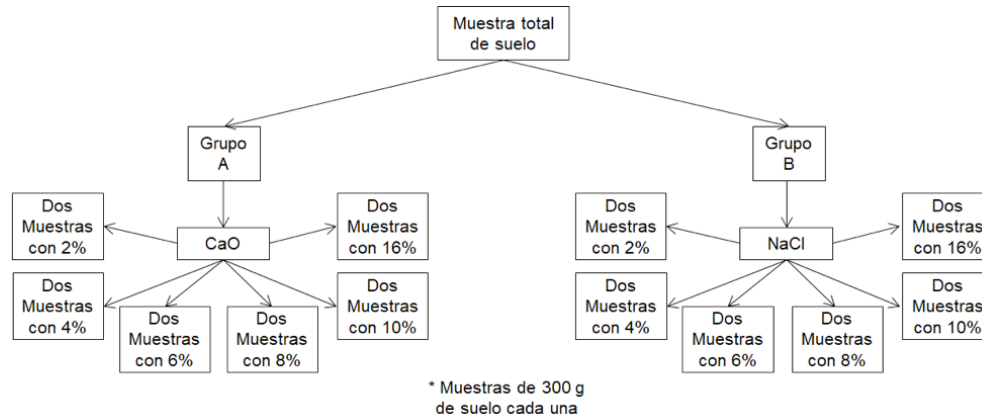 Muestra total
de suelo
Grupo
A
Grupo
B
Dos
Muestras
con 2%
CaO
Dos
Muestras
con 16%
Dos
Muestras
con 2%
NaCl
Dos
Muestras
con 16%
Dos
Muestras
con 4%
Dos
Muestras
con 6%
Dos
Muestras
con 8%
Dos
Muestras
con 10%
Dos
Muestras
con 4%
Dos
Muestras
con 6%
Dos
Muestras
con 8%
Dos
Muestras
con 10%
* Muestras de 300 g
de suelo cada una